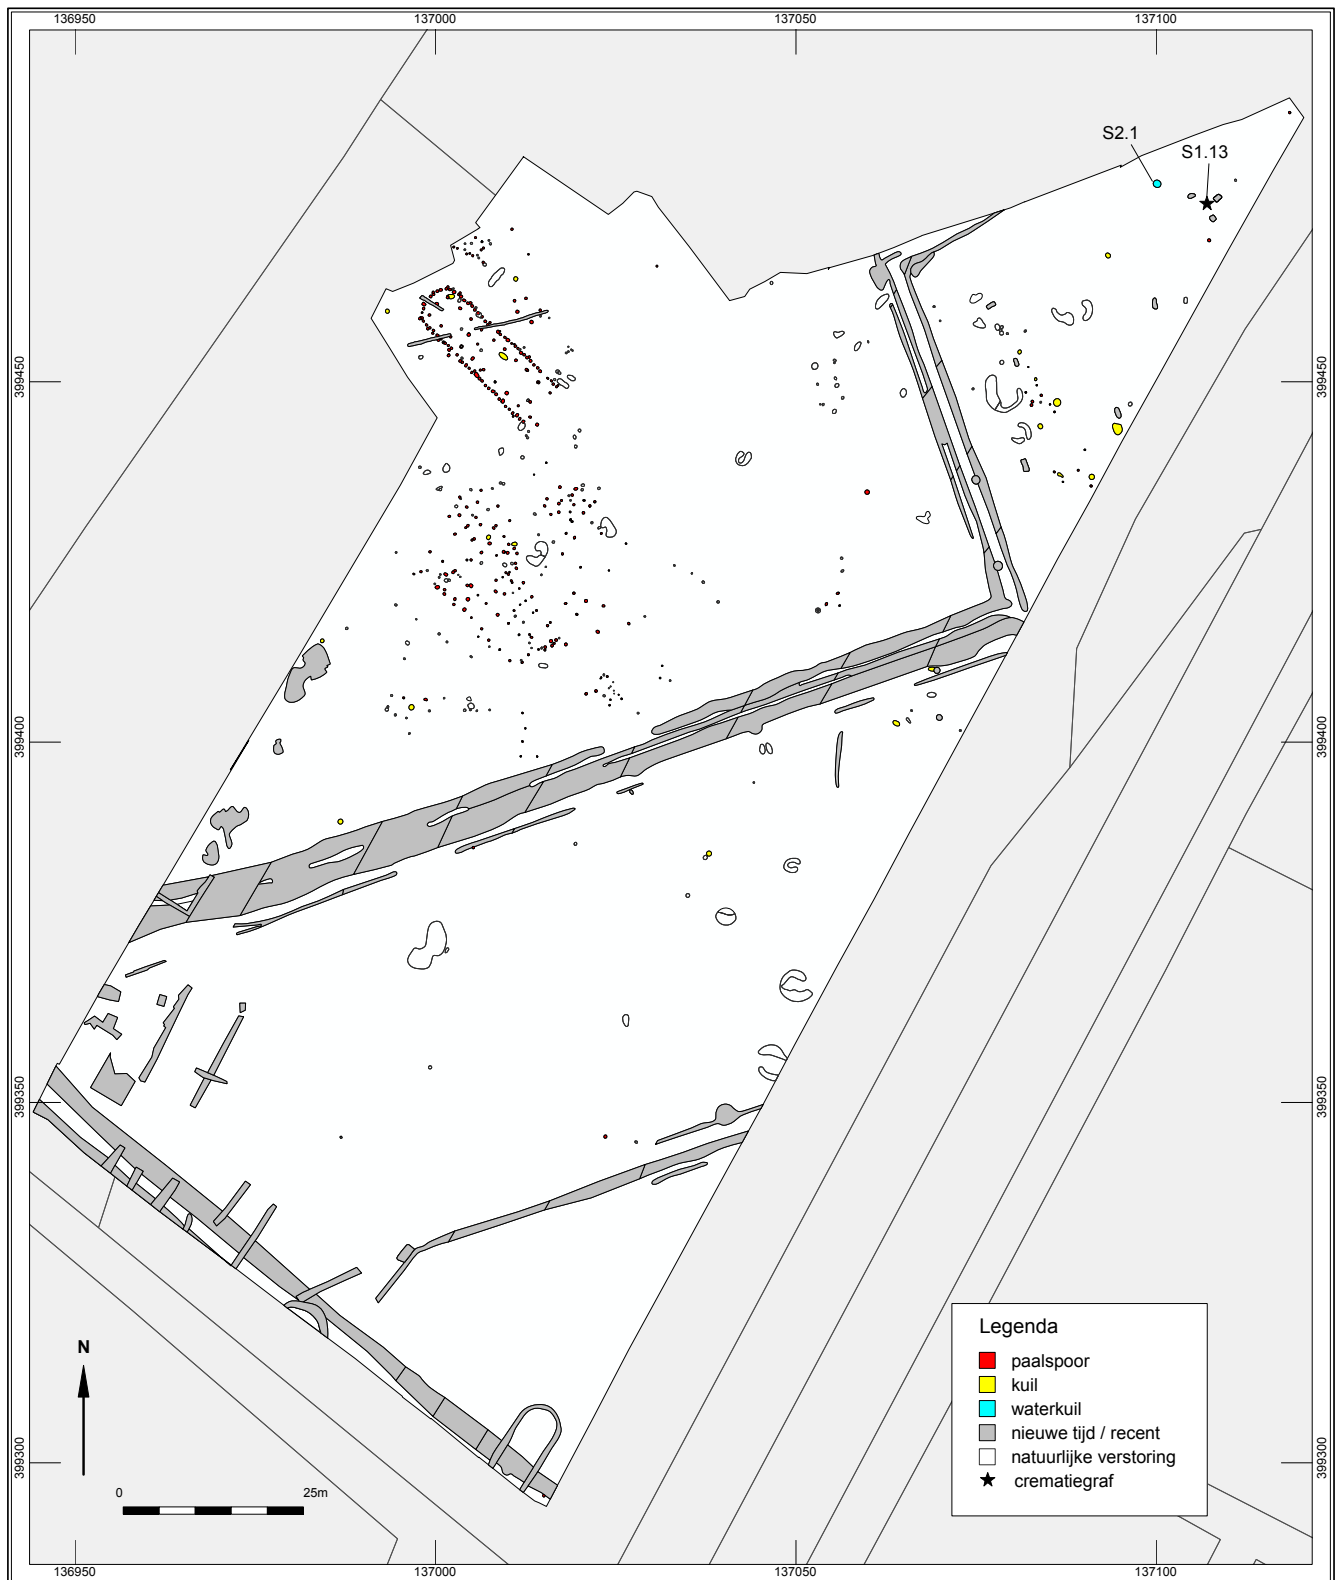 136950 137000 137050 137100
S2.1
S1.13
399450 399450
399400 399400
399350 399350
399300 399300
N
0 25m
Legenda
paalspoor
kuil
waterkuil
nieuwe tijd / recent
natuurlijke verstoring
crematiegraf
136950 137000 137050 137100